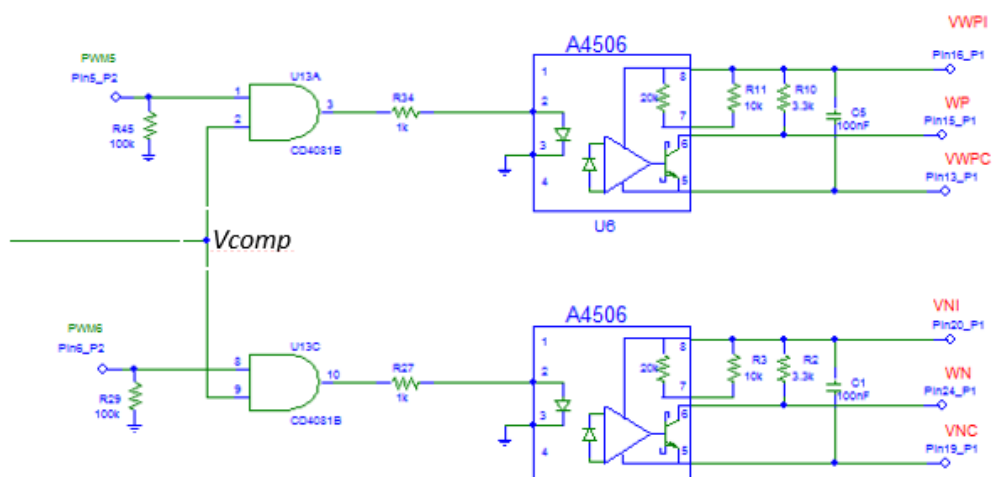 PWM5
Pin5_P2
R45
100k
1
2
U13A
3
CD4081B
R34
1k
A4506
1
2
3
4
20k
8
7
6
5
U6
R11
10k
R10
3.3k
C5
100nF
VWPI
Pin16_P1
WP
Pin15_P1
VWPC
Pin13_P1
Vcomp
PWM6
Pin6_P2
R29
100k
8
9
U13C
10
CD4081B
R27
1k
A4506
1
2
3
4
20k
8
7
6
5
R3
10k
R2
3.3k
C1
100nF
VNI
Pin20_P1
WN
Pin24_P1
VNC
Pin19_P1